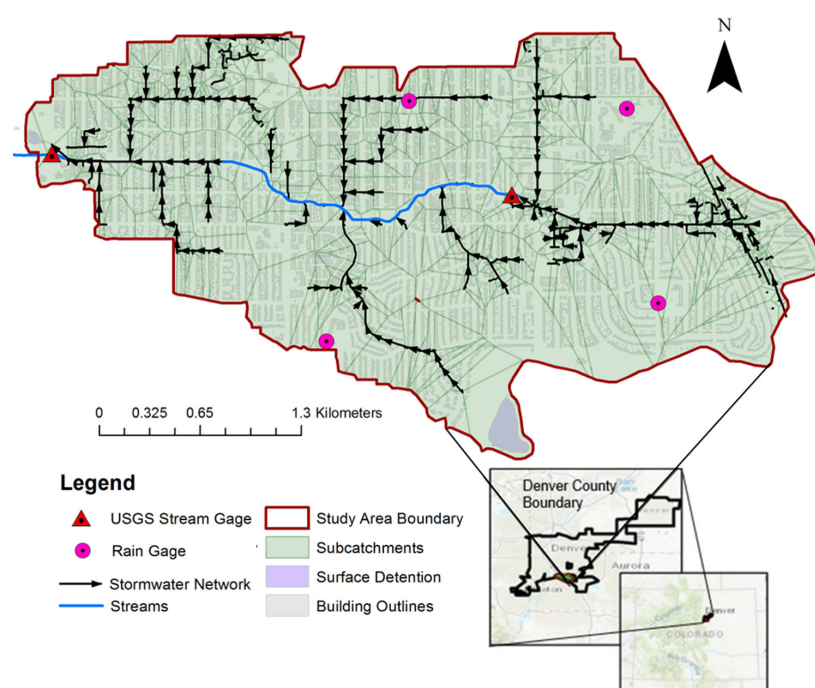 N
0 0.325 0.65 1.3 Kilometers
Legend
USGS Stream Gage
Rain Gage
Stormwater Network
Streams
Study Area Boundary
Subcatchments
Surface Detention
Building Outlines
Denver County
Boundary
Denver
Aurora
Denver
COLORADO